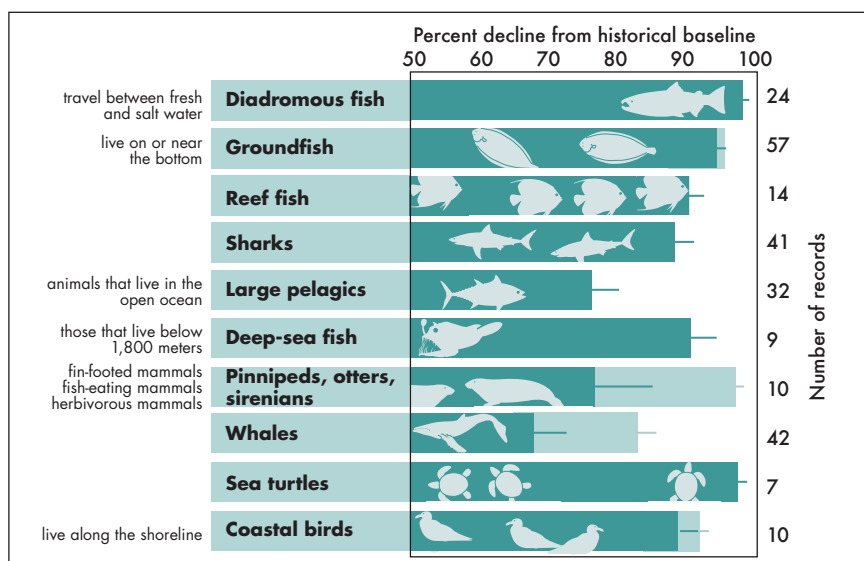 Percent decline from historical baseline
50 60 70 80 90 100
travel between fresh
and salt water
Diadromous fish
24
live on or near
the bottom
Groundfish
57
Reef fish
14
Sharks
41
animals that live in the
open ocean
Large pelagics
32
those that live below
1,800 meters
Deep-sea fish
9
fin-footed mammals
fish-eating mammals
herbivorous mammals
Pinnipeds, otters,
sirenians
10
Whales
42
Sea turtles
7
live along the shoreline
Coastal birds
10
Number of records